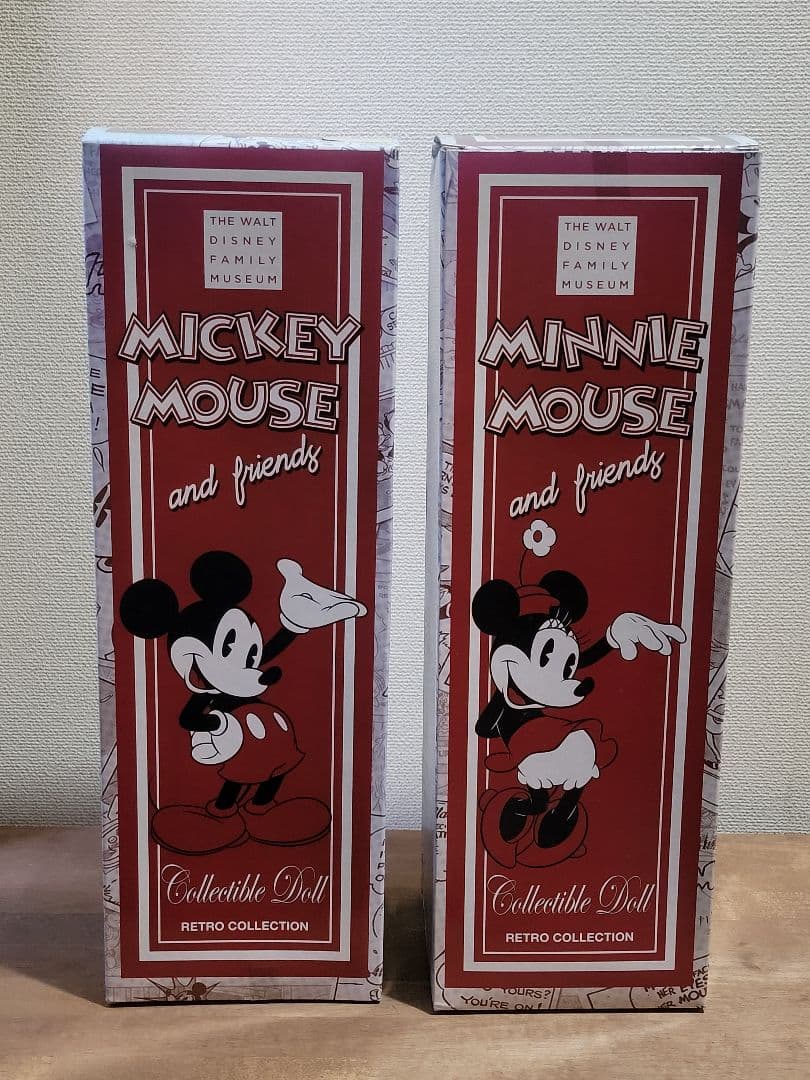 THE WALT
DISNEY
FAMILY
MUSEUM
MICKEY
MOUSE
and friends
Collectible Doll
RETRO COLLECTION
THE WALT
DISNEY
FAMILY
MUSEUM
MINNIE
MOUSE
and friends
Collectible Doll
RETRO COLLECTION
YOURS?
YOU'RE ON!